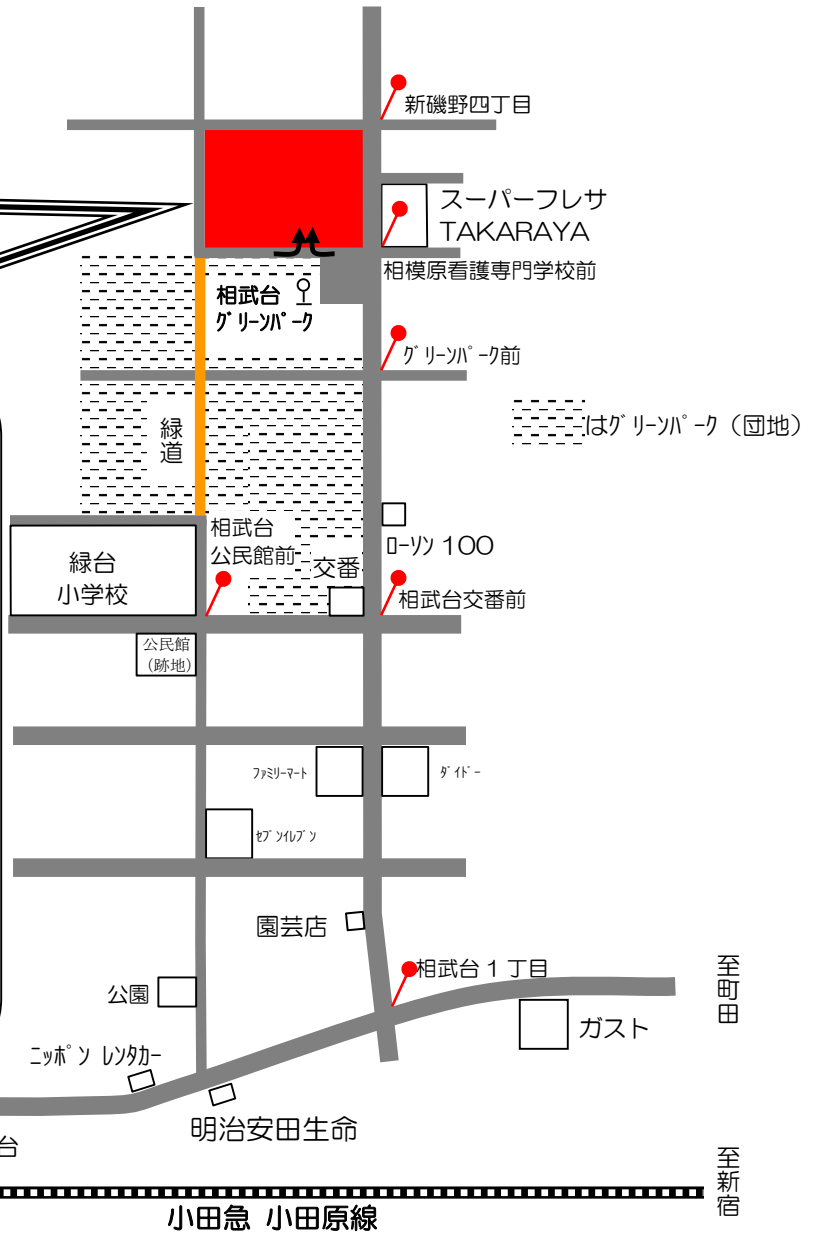 新磯野四丁目
スーパーフレサ
TAKARAYA
相模原看護専門学校前
相武台
ｸﾞﾘｰﾝﾊﾟｰｸ
ｸﾞﾘｰﾝﾊﾟｰｸ前
緑道
はｸﾞﾘｰﾝﾊﾟｰｸ（団地）
相武台
公民館前
ﾛｰｿﾝ 100
緑台
小学校
交番
相武台交番前
公民館
（跡地）
ﾌｧﾐﾘｰﾏｰﾄ
ﾀﾞｲﾄﾞｰ
ｾﾌﾞﾝｲﾚﾌﾞﾝ
園芸店
相武台１丁目
至町田
公園
ガスト
ﾆｯﾎﾟﾝ ﾚﾝﾀｶｰ
明治安田生命
台
至新宿
小田急 小田原線